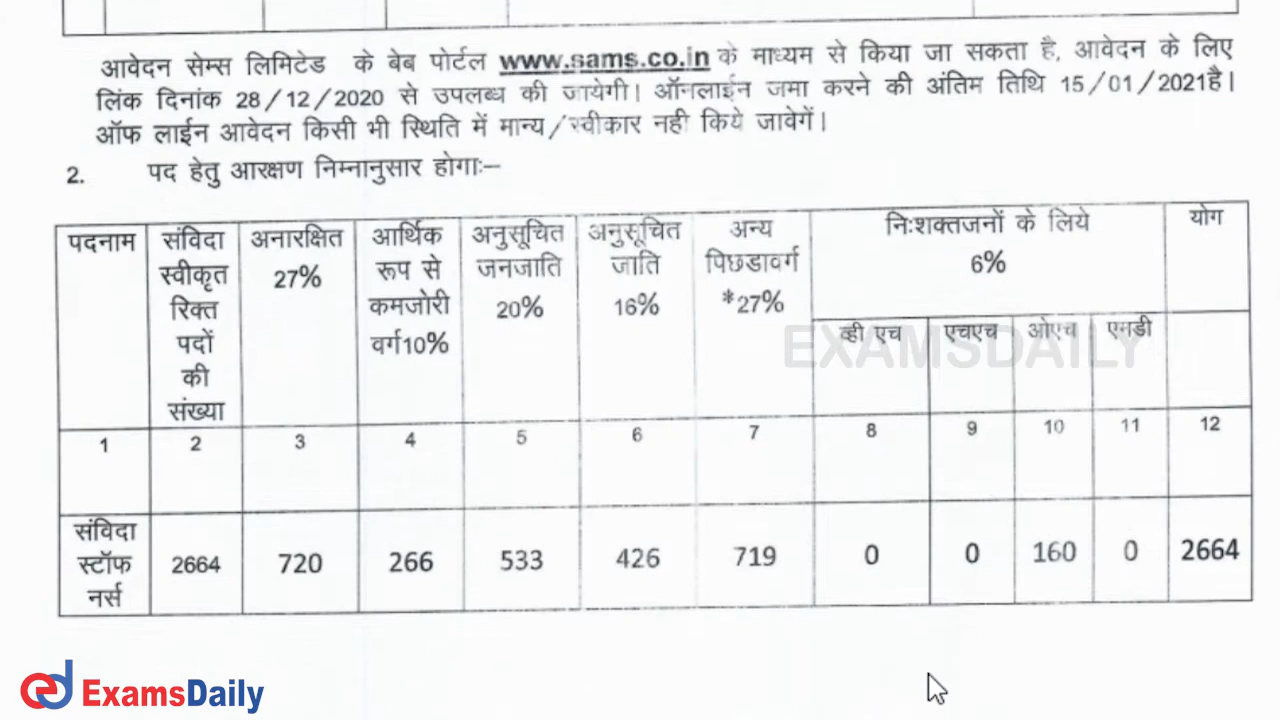 आवेदन सेम्स लिमिटेड के बेब पोर्टल www.sams.co.in के माध्यम से किया जा सकता है, आवेदन के लिए
लिंक दिनांक 28/12/2020 से उपलब्ध की जायेगी। ऑनलाईन जमा करने की अंतिम तिथि 15/01/2021है।
ऑफ लाईन आवेदन किसी भी स्थिति में मान्य/स्वीकार नही किये जावेगें।
2. पद हेतु आरक्षण निम्नानुसार होगाः–
पदनाम
संविदा
स्वीकृत
रिक्त
पदों
की
संख्या
अनारक्षित
27%
आर्थिक
रूप से
कमजोरी
वर्ग10%
अनुसूचित
जनजाति
20%
अनुसूचित
जाति
16%
अन्य
पिछडावर्ग
*27%
निःशक्तजनों के लिये
6%
योग
व्ही एच एचएच ओएच एमडी
EXAMSDAILY
1 2 3 4 5 6 7 8 9 10 11 12
संविदा
स्टॉफ
नर्स
2664 720 266 533 426 719 0 0 160 0 2664
ed ExamsDaily